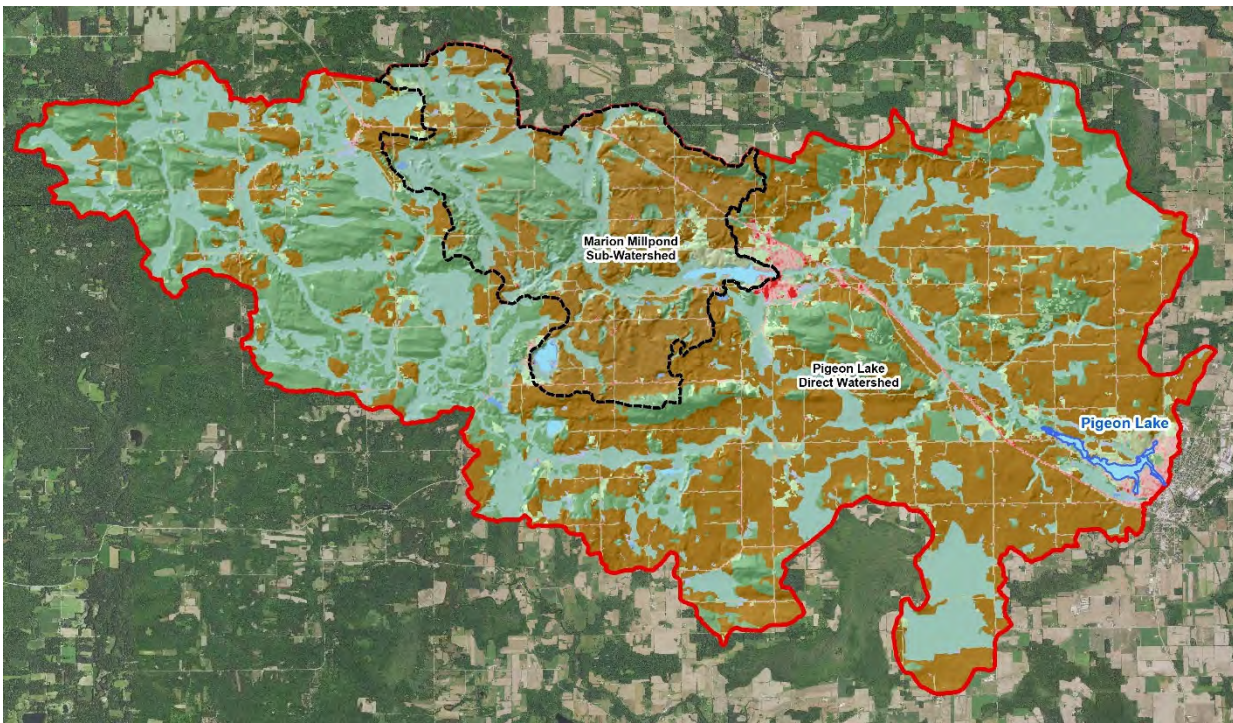 Marion Millpond
Sub-Watershed
Pigeon Lake
Direct Watershed
Pigeon Lake